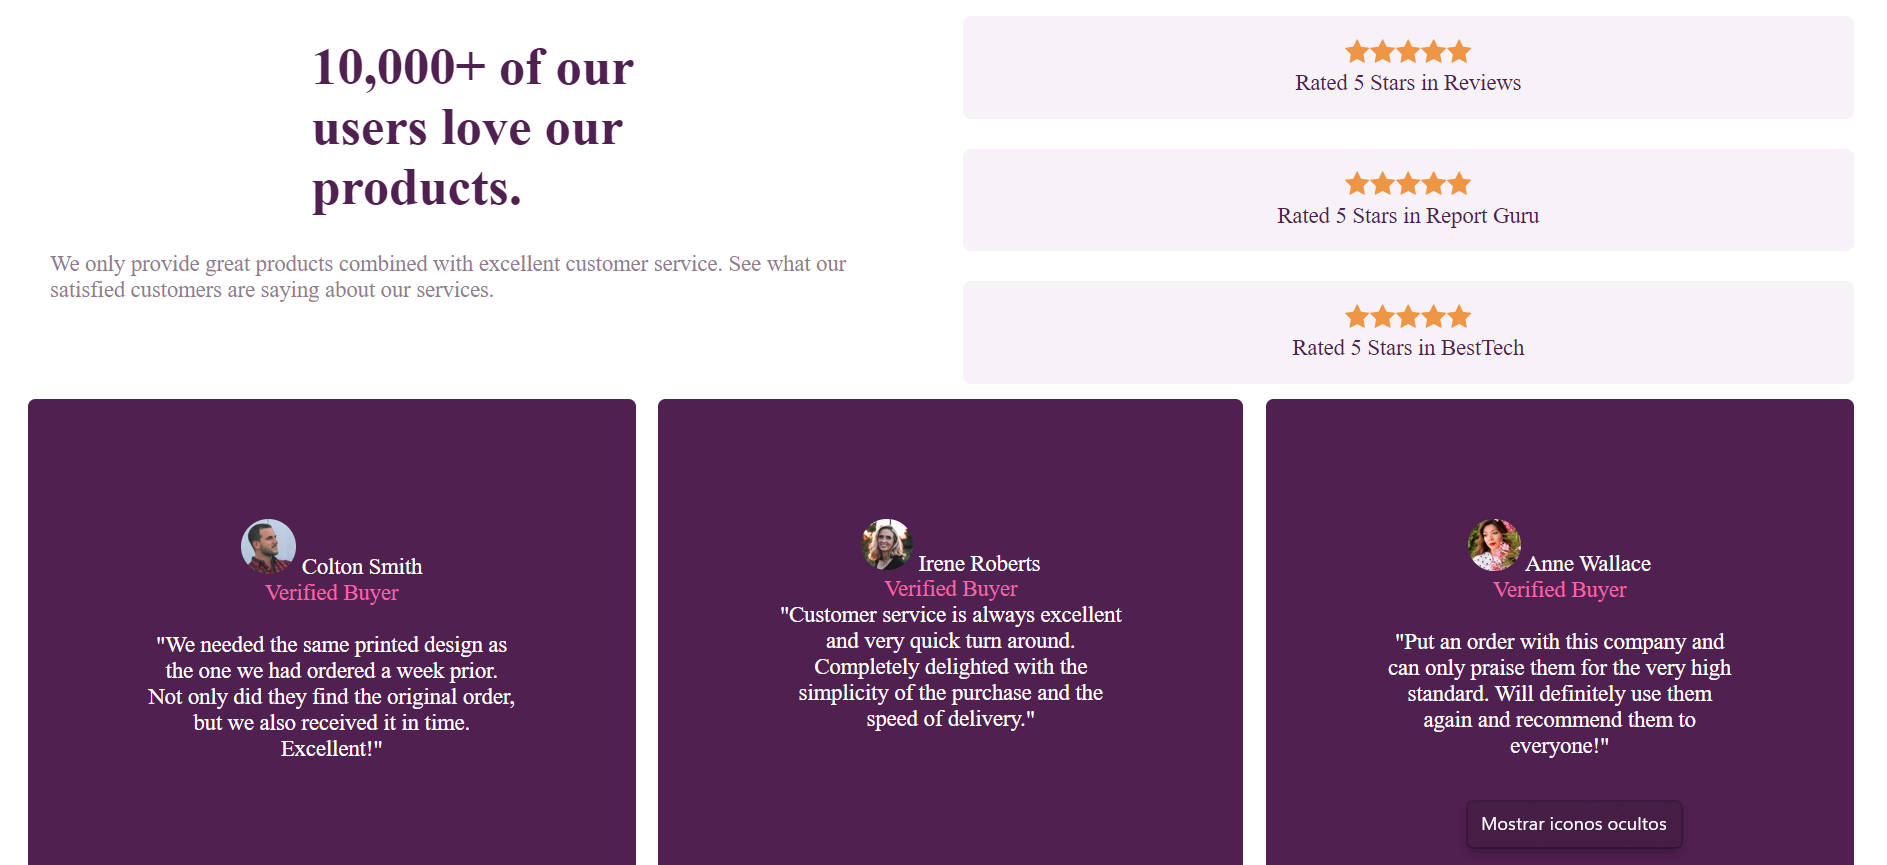 10,000+ of our
users love our
products.
We only provide great products combined with excellent customer service. See what our
satisfied customers are saying about our services.
Rated 5 Stars in Reviews
Rated 5 Stars in Report Guru
Rated 5 Stars in BestTech
Colton Smith
Verified Buyer
"We needed the same printed design as
the one we had ordered a week prior.
Not only did they find the original order,
but we also received it in time.
Excellent!"
Irene Roberts
Verified Buyer
"Customer service is always excellent
and very quick turn around.
Completely delighted with the
simplicity of the purchase and the
speed of delivery."
Anne Wallace
Verified Buyer
"Put an order with this company and
can only praise them for the very high
standard. Will definitely use them
again and recommend them to
everyone!"
Mostrar iconos ocultos